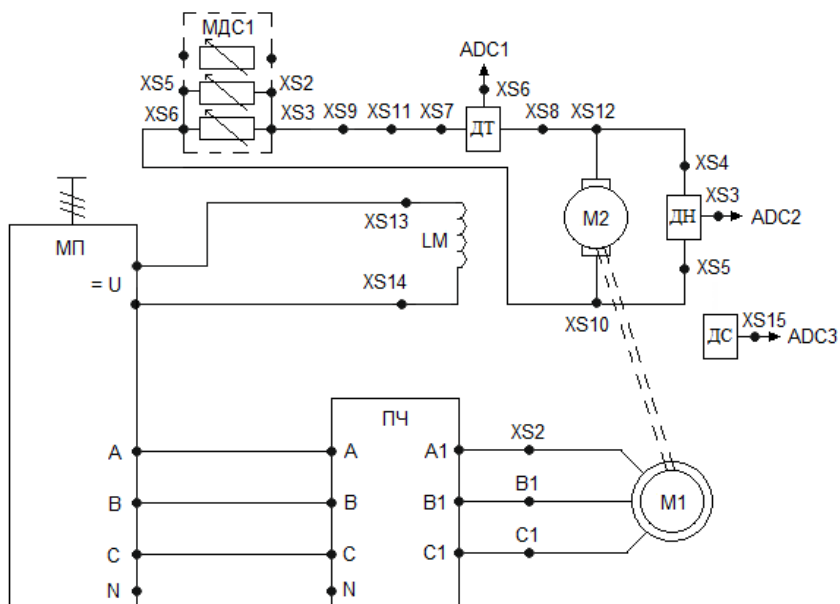 МДС1
ADC1
XS5
XS2
XS6
XS6
XS3
XS9
XS11
XS7
ДТ
XS8
XS12
XS4
XS3
МП
XS13
LM
M2
ДН
ADC2
= U
XS14
XS5
XS10
XS15
ДС
ADC3
ПЧ
A
A
A1
XS2
B
B
B1
B1
M1
C
C
C1
C1
N
N